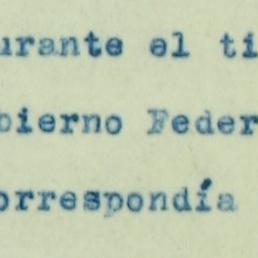 urante el ti
bierno Feder
orrespondía